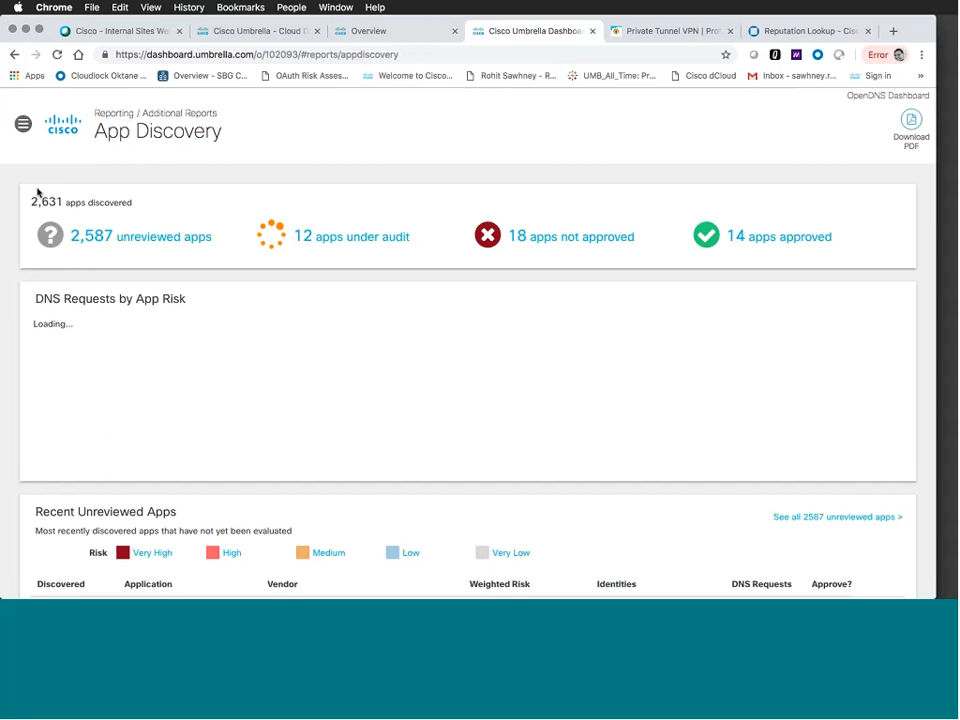 Chrome File Edit View History Bookmarks People Window Help
Cisco - Internal Sites We Cisco Umbrella - Cloud D Overview Cisco Umbrella Dashboa Private Tunnel VPN | Pro Reputation Lookup - Cis
https://dashboard.umbrella.com/o/102093/#reports/appdiscovery Error
Apps Cloudlock Oktane ... Overview - SBG C... OAuth Risk Asses... Welcome to Cisco... Rohit Sawhney - R... UMB_All_Time: Pr... Cisco dCloud Inbox - sawhney.r... Sign in »
OpenDNS Dashboard
Reporting / Additional Reports
CISCO App Discovery
Download
PDF
2,631 apps discovered
2,587 unreviewed apps 12 apps under audit 18 apps not approved 14 apps approved
DNS Requests by App Risk
Loading...
Recent Unreviewed Apps
See all 2587 unreviewed apps >
Most recently discovered apps that have not yet been evaluated
Risk Very High High Medium Low Very Low
Discovered Application Vendor Weighted Risk Identities DNS Requests Approve?